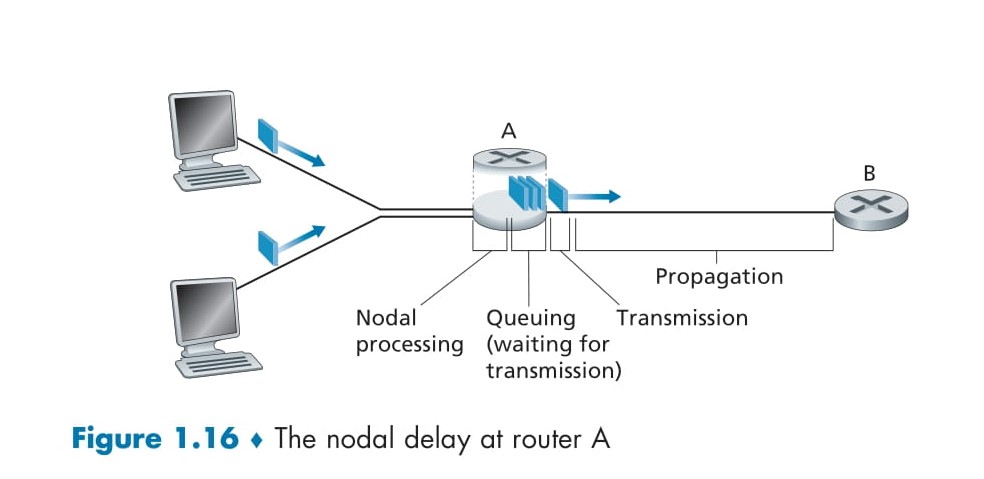 A
B
Propagation
Nodal
processing
Queuing
(waiting for
transmission)
Transmission
Figure 1.16 ♦ The nodal delay at router A